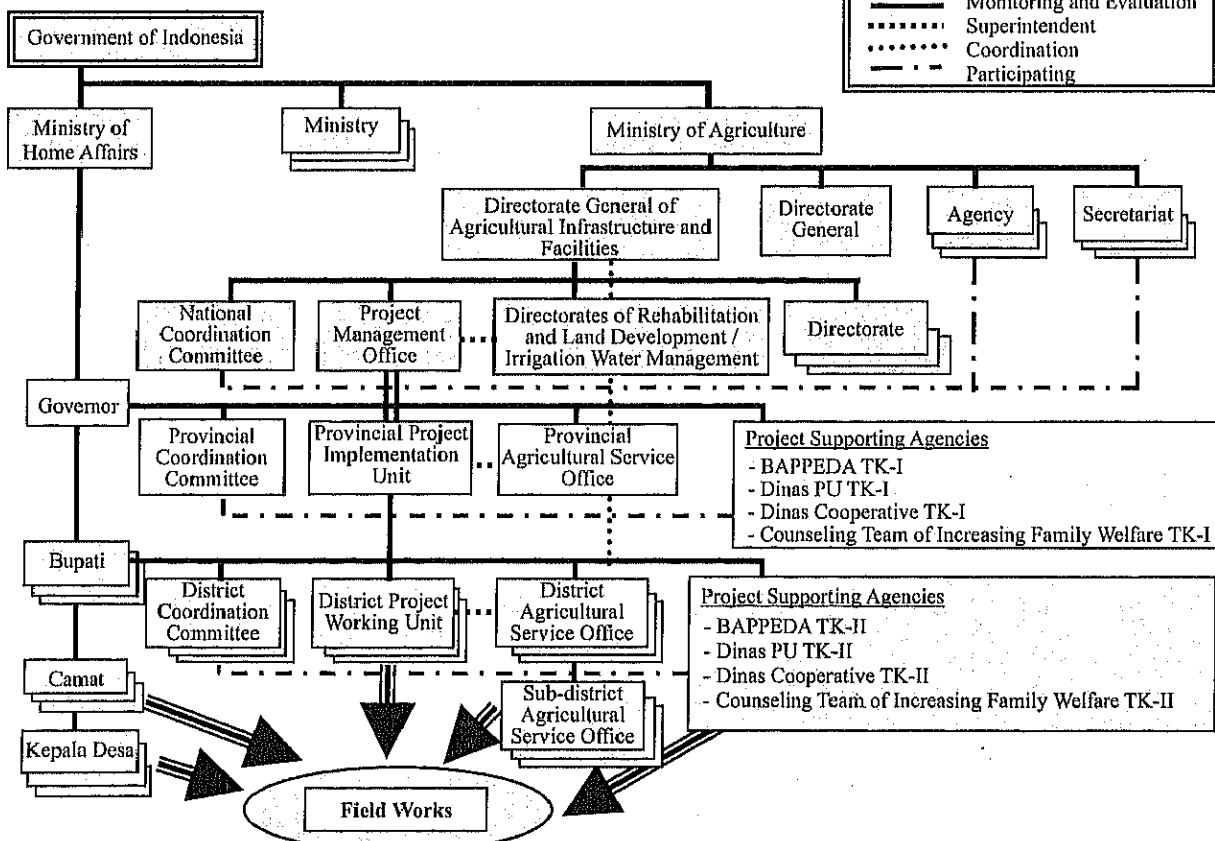 Monitoring and Evaluation
Superintendent
Coordination
Participating
Government of Indonesia
Ministry of
Home Affairs
Ministry
Ministry of Agriculture
Directorate General of
Agricultural Infrastructure and
Facilities
Directorate
General
Agency
Secretariat
National
Coordination
Committee
Project
Management
Office
Directorates of Rehabilitation
and Land Development /
Irrigation Water Management
Directorate
Governor
Provincial
Coordination
Committee
Provincial Project
Implementation
Unit
Provincial
Agricultural Service
Office
Project Supporting Agencies
- BAPPEDA TK-I
- Dinas PU TK-I
- Dinas Cooperative TK-I
- Counseling Team of Increasing Family Welfare TK-I
Bupati
District
Coordination
Committee
District Project
Working Unit
District
Agricultural
Service Office
Project Supporting Agencies
- BAPPEDA TK-II
- Dinas PU TK-II
- Dinas Cooperative TK-II
- Counseling Team of Increasing Family Welfare TK-II
Camat
Sub-district
Agricultural
Service Office
Kepala Desa
Field Works